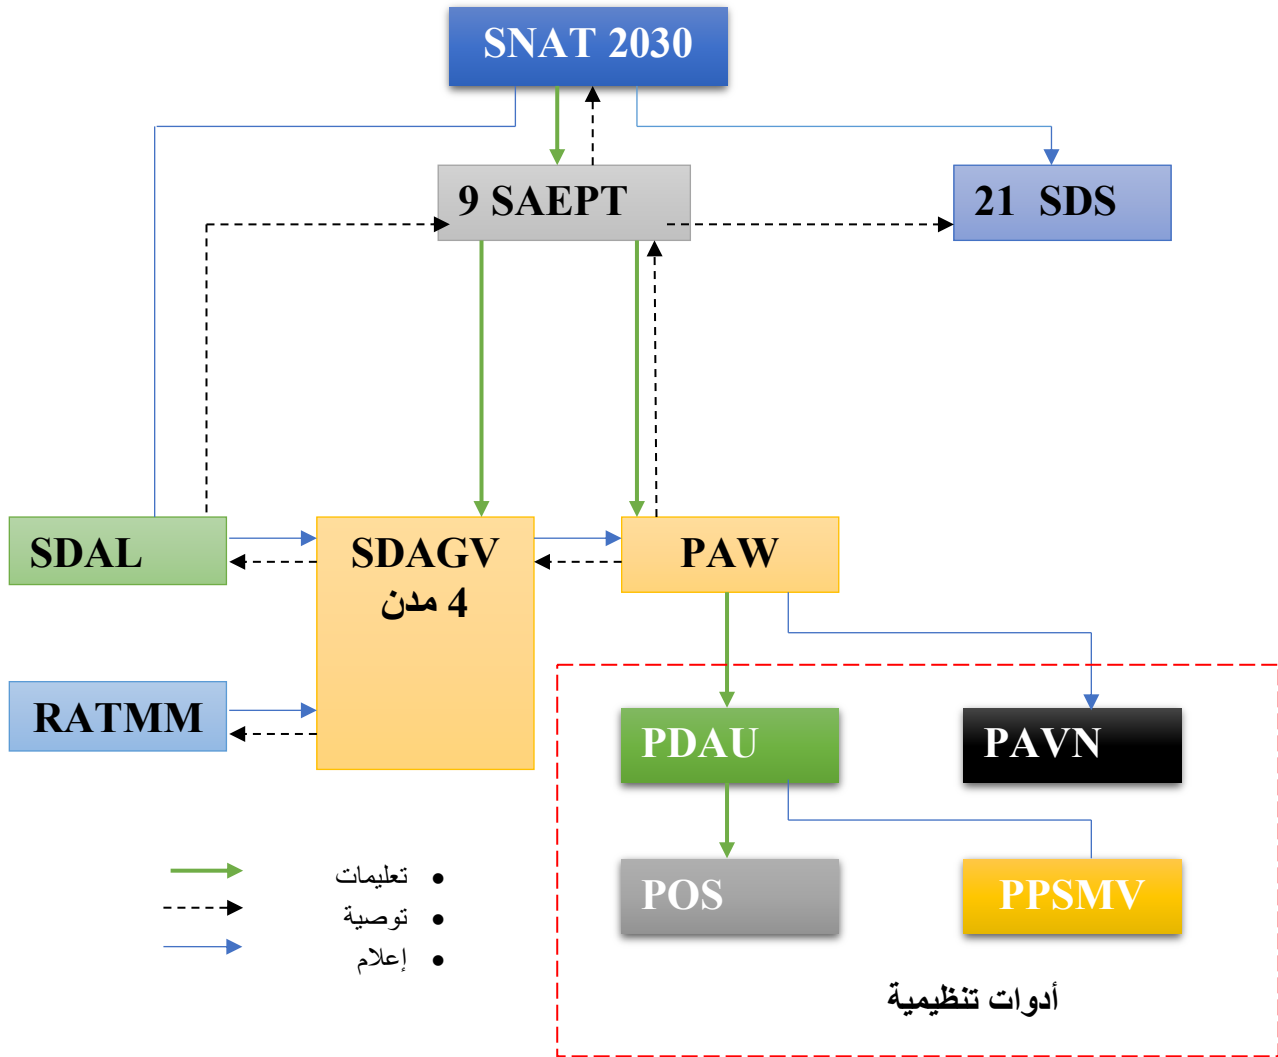 SNAT 2030
9 SAEPT
21 SDS
SDAL
SDAGV
4 مدن
PAW
RATMM
PDAU
PAVN
POS
PPSMV
• تعليمات
• توصية
• إعلام
أدوات تنظيمية